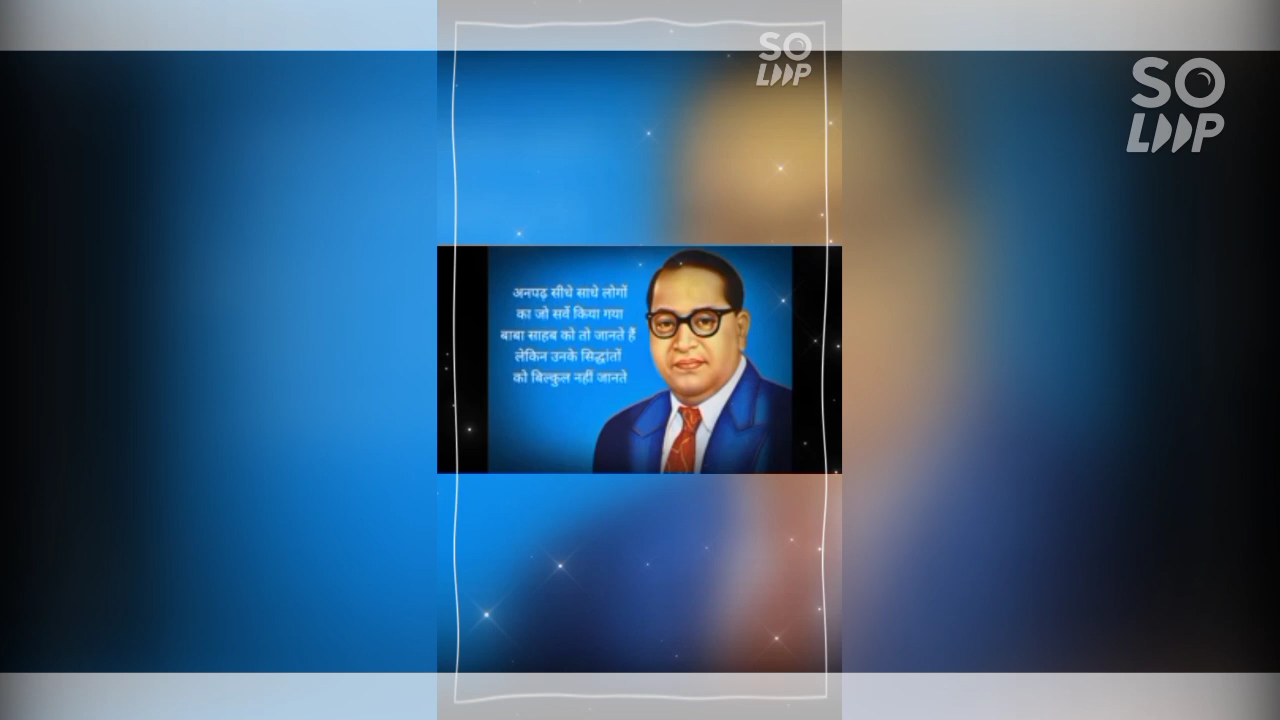 SO
LOOP
SO
LOOP
अनपढ़ सीधे साधे लोगों
का जो सर्वे किया गया
बाबा साहब को तो जानते हैं
लेकिन उनके सिद्धांतों
को बिल्कुल नहीं जानते